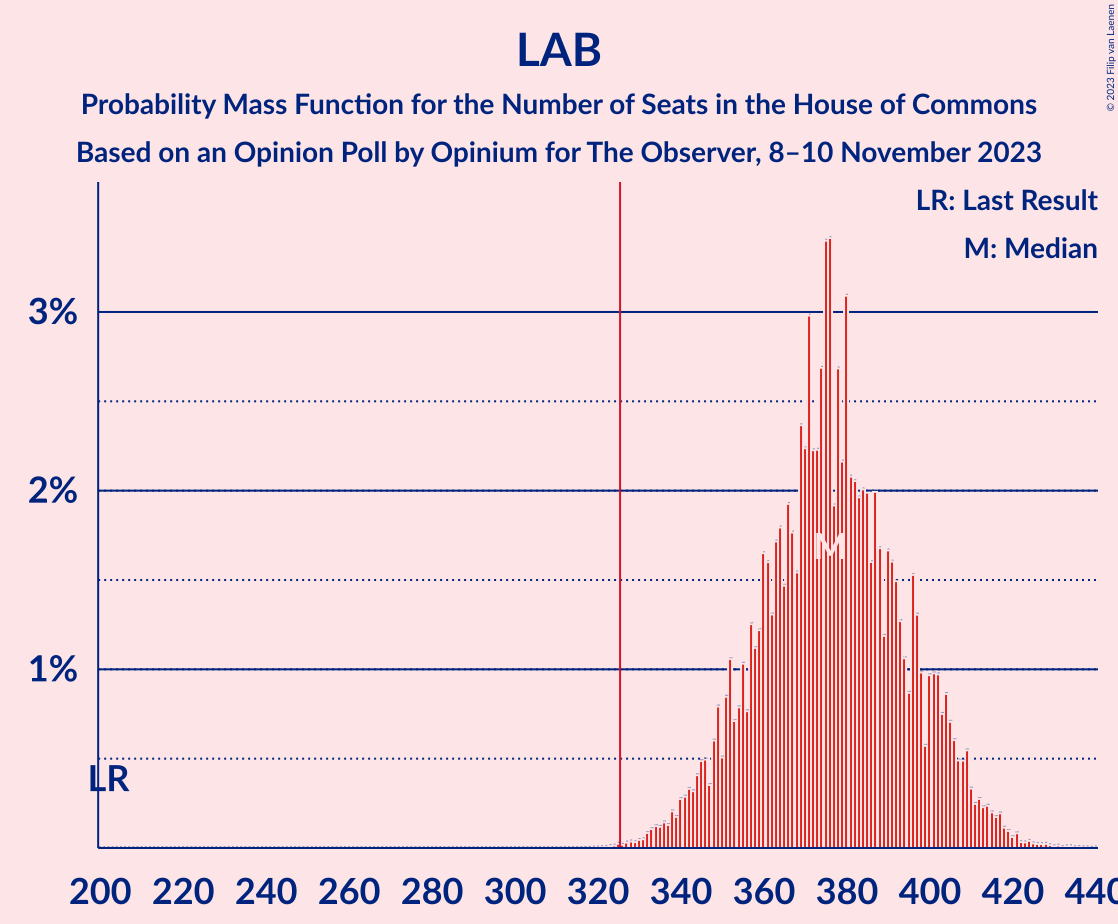 © 2023 Filip van Laenen
LAB
Probability Mass Function for the Number of Seats in the House of Commons
Based on an Opinion Poll by Opinium for The Observer, 8–10 November 2023
LR: Last Result
M: Median
3%
2%
M
1%
LR
200 220 240 260 280 300 320 340 360 380 400 420 440